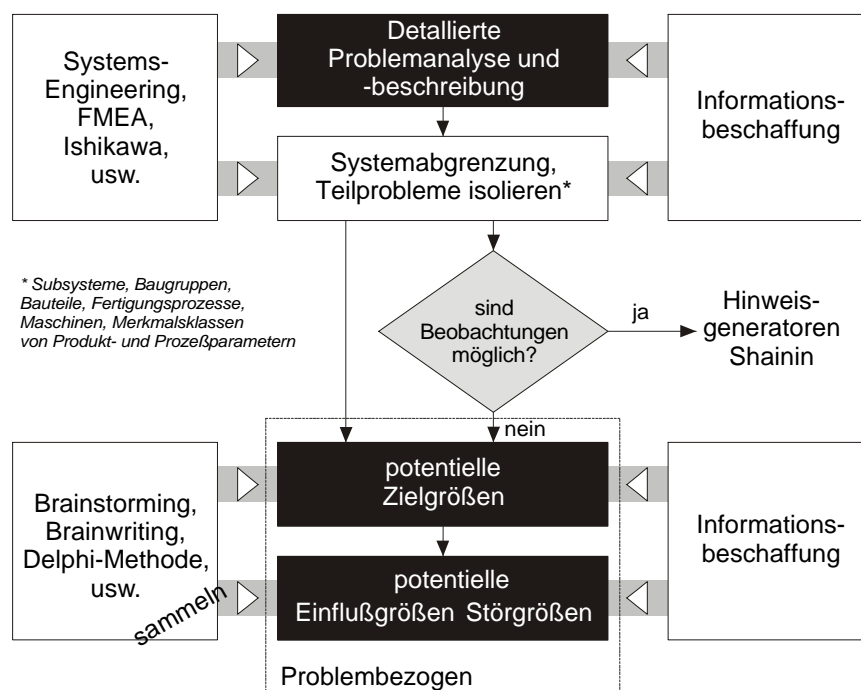 Systems-
Engineering,
FMEA,
Ishikawa,
usw.
Detallierte
Problemanalyse und
-beschreibung
Informations-
beschaffung
Systemabgrenzung,
Teilprobleme isolieren*
* Subsysteme, Baugruppen,
Bauteile, Fertigungsprozesse,
Maschinen, Merkmalsklassen
von Produkt- und Prozeßparametern
sind
Beobachtungen
möglich?
ja
Hinweis-
generatoren
Shainin
nein
Brainstorming,
Brainwriting,
Delphi-Methode,
usw.
sammeln
potentielle
Zielgrößen
Informations-
beschaffung
potentielle
Einflußgrößen Störgrößen
Problembezogen